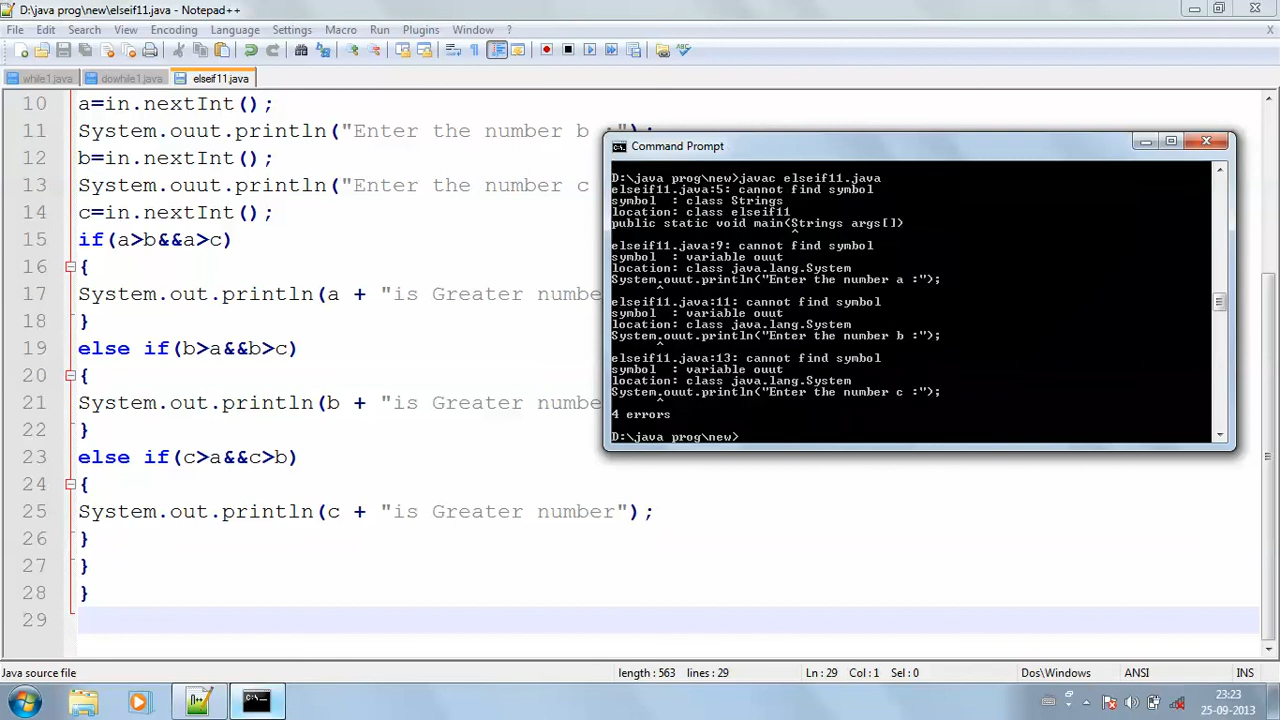 D:\java prog\new\elseif11.java - Notepad++
File Edit Search View Encoding Language Settings Macro Run Plugins Window ? X
while1.java dowhile1.java elseif11.java
10 a=in.nextInt();
11 System.ouut.println("Enter the number b :");
12 b=in.nextInt();
13 System.ouut.println("Enter the number c
14 c=in.nextInt();
15 if(a>b&&a>c)
16 {
17 System.out.println(a + "is Greater numbe
18 }
19 else if(b>a&&b>c)
20 {
21 System.out.println(b + "is Greater numbe
22 }
23 else if(c>a&&c>b)
24 {
25 System.out.println(c + "is Greater number");
26 }
27 }
28 }
29
Command Prompt
D:\java prog\new>javac elseif11.java
elseif11.java:5: cannot find symbol
symbol  : class Strings
location: class elseif11
public static void main(Strings args[])
^
elseif11.java:9: cannot find symbol
symbol  : variable ouut
location: class java.lang.System
System.ouut.println("Enter the number a :");
^
elseif11.java:11: cannot find symbol
symbol  : variable ouut
location: class java.lang.System
System.ouut.println("Enter the number b :");
^
elseif11.java:13: cannot find symbol
symbol  : variable ouut
location: class java.lang.System
System.ouut.println("Enter the number c :");
^
4 errors
D:\java prog\new>
Java source file length : 563 lines : 29 Ln : 29 Col : 1 Sel : 0 Dos\Windows ANSI INS
23:23
25-09-2013